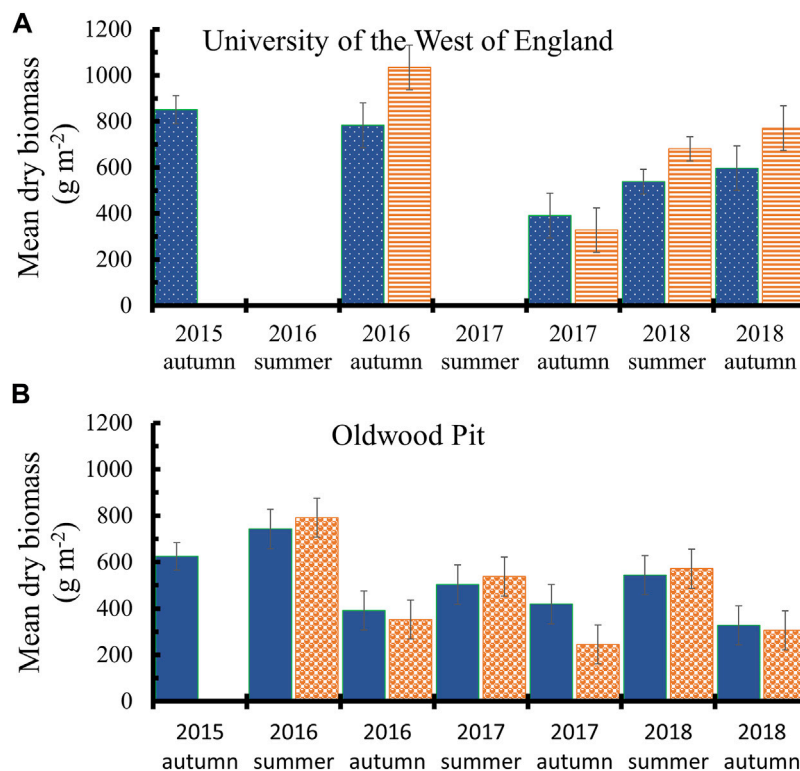 A
University of the West of England
Mean dry biomass
(g m-2)
1200
1000
800
600
400
200
0
2015 2016 2016 2017 2017 2018 2018
autumn summer autumn summer autumn summer autumn
B
Oldwood Pit
Mean dry biomass
(g m-2)
1200
1000
800
600
400
200
0
2015 2016 2016 2017 2017 2018 2018
autumn summer autumn summer autumn summer autumn